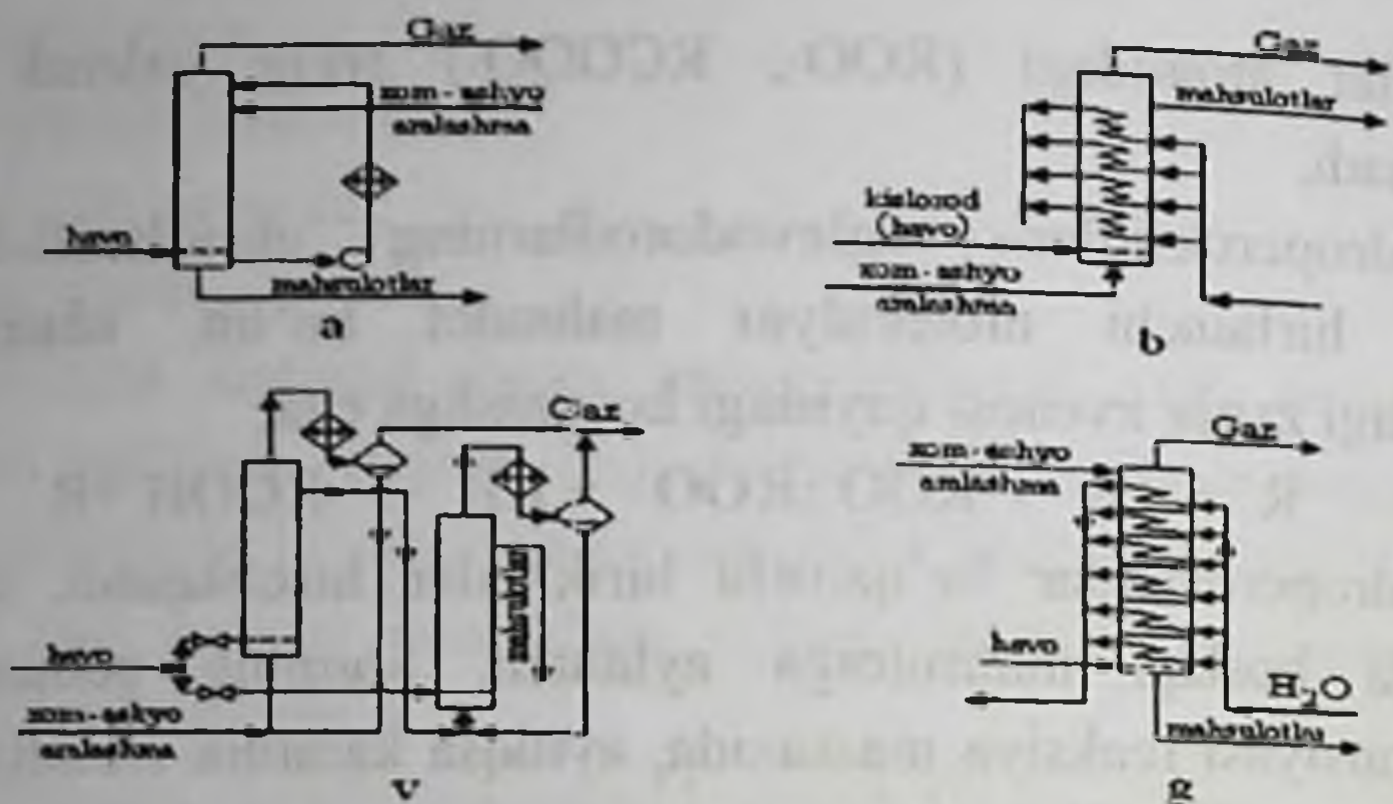 Gaz
xom-ashyo
aralashma
havo
mahsulotlar
a
Gaz
mahsulotlar
kislorod
(havo)
xom-ashyo
aralashma
b
Gaz
mahsulotlar
havo
xom-ashyo
aralashma
v
xom-ashyo
aralashma
Gaz
havo
H₂O
mahsulotlar
g